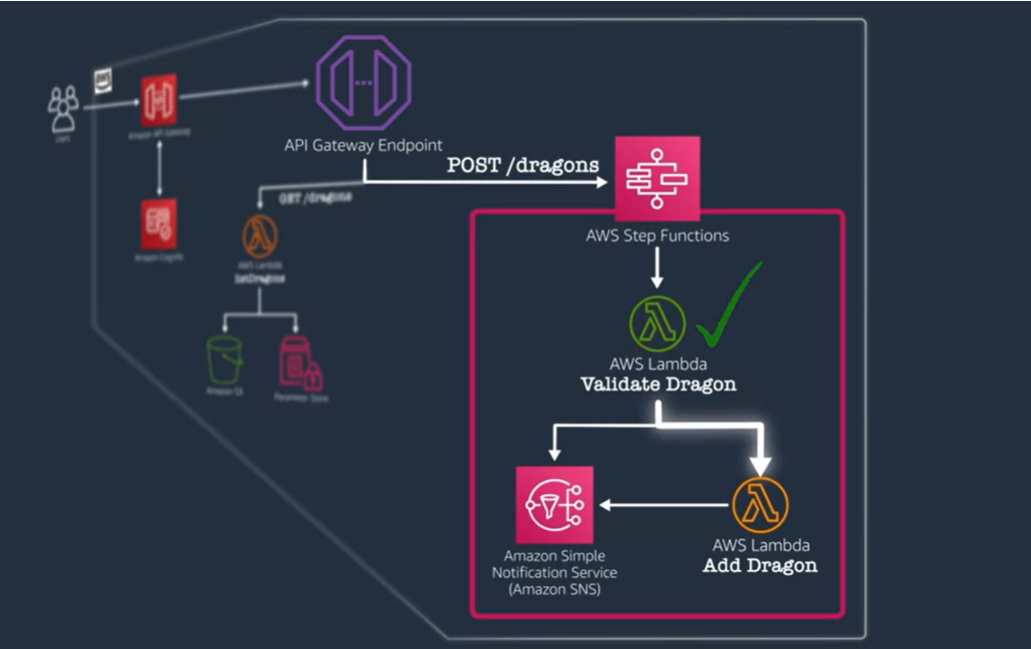 API Gateway Endpoint
POST /dragons
GET /dragons
Users
Amazon API Gateway
AWS Step Functions
Amazon Cognito
AWS Lambda
listDragons
AWS Lambda
Validate Dragon
Amazon S3
Parameter Store
Amazon Simple
Notification Service
(Amazon SNS)
AWS Lambda
Add Dragon